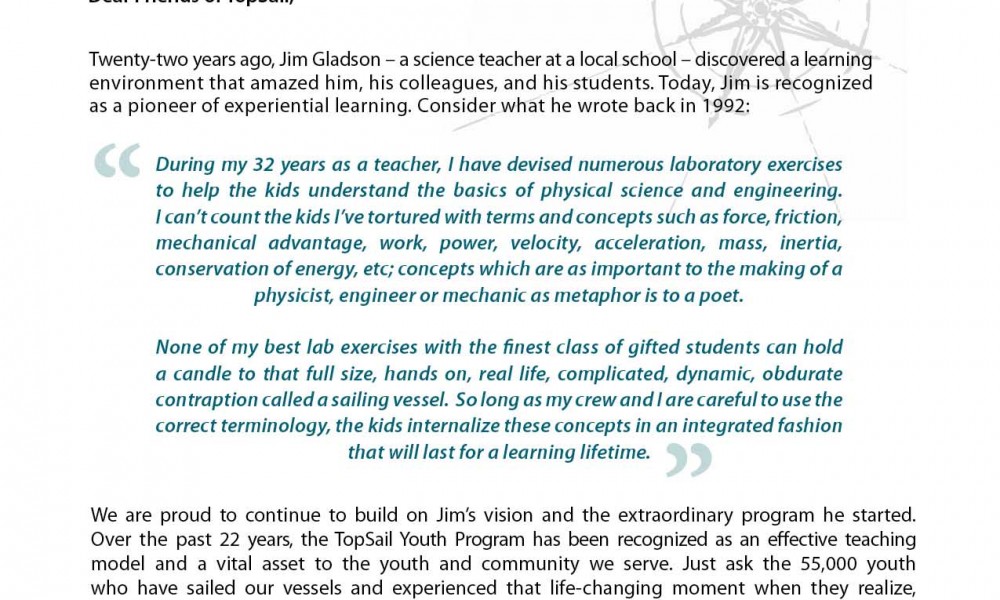 Dear Friends of TopSail,
Twenty-two years ago, Jim Gladson – a science teacher at a local school – discovered a learning
environment that amazed him, his colleagues, and his students. Today, Jim is recognized
as a pioneer of experiential learning. Consider what he wrote back in 1992:
“ During my 32 years as a teacher, I have devised numerous laboratory exercises
to help the kids understand the basics of physical science and engineering.
I can’t count the kids I’ve tortured with terms and concepts such as force, friction,
mechanical advantage, work, power, velocity, acceleration, mass, inertia,
conservation of energy, etc; concepts which are as important to the making of a
physicist, engineer or mechanic as metaphor is to a poet.
None of my best lab exercises with the finest class of gifted students can hold
a candle to that full size, hands on, real life, complicated, dynamic, obdurate
contraption called a sailing vessel. So long as my crew and I are careful to use the
correct terminology, the kids internalize these concepts in an integrated fashion
that will last for a learning lifetime. ”
We are proud to continue to build on Jim’s vision and the extraordinary program he started.
Over the past 22 years, the TopSail Youth Program has been recognized as an effective teaching
model and a vital asset to the youth and community we serve. Just ask the 55,000 youth
who have sailed our vessels and experienced that life-changing moment when they realize,